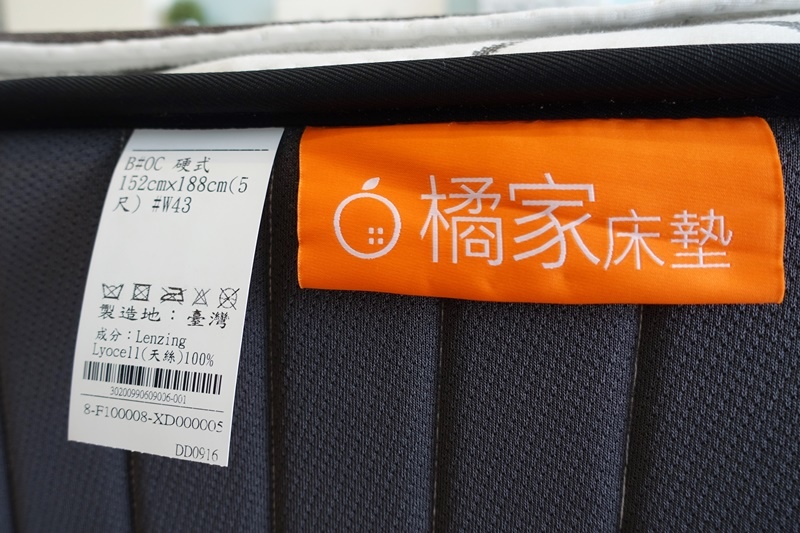 B#OC 硬式
152cm×188cm(5
尺) #W43
製造地：臺灣
成分：Lenzing
Lyocell(天絲)100%
30200990609006-001
8-F100008-XD000005
DD0916
橘家床墊